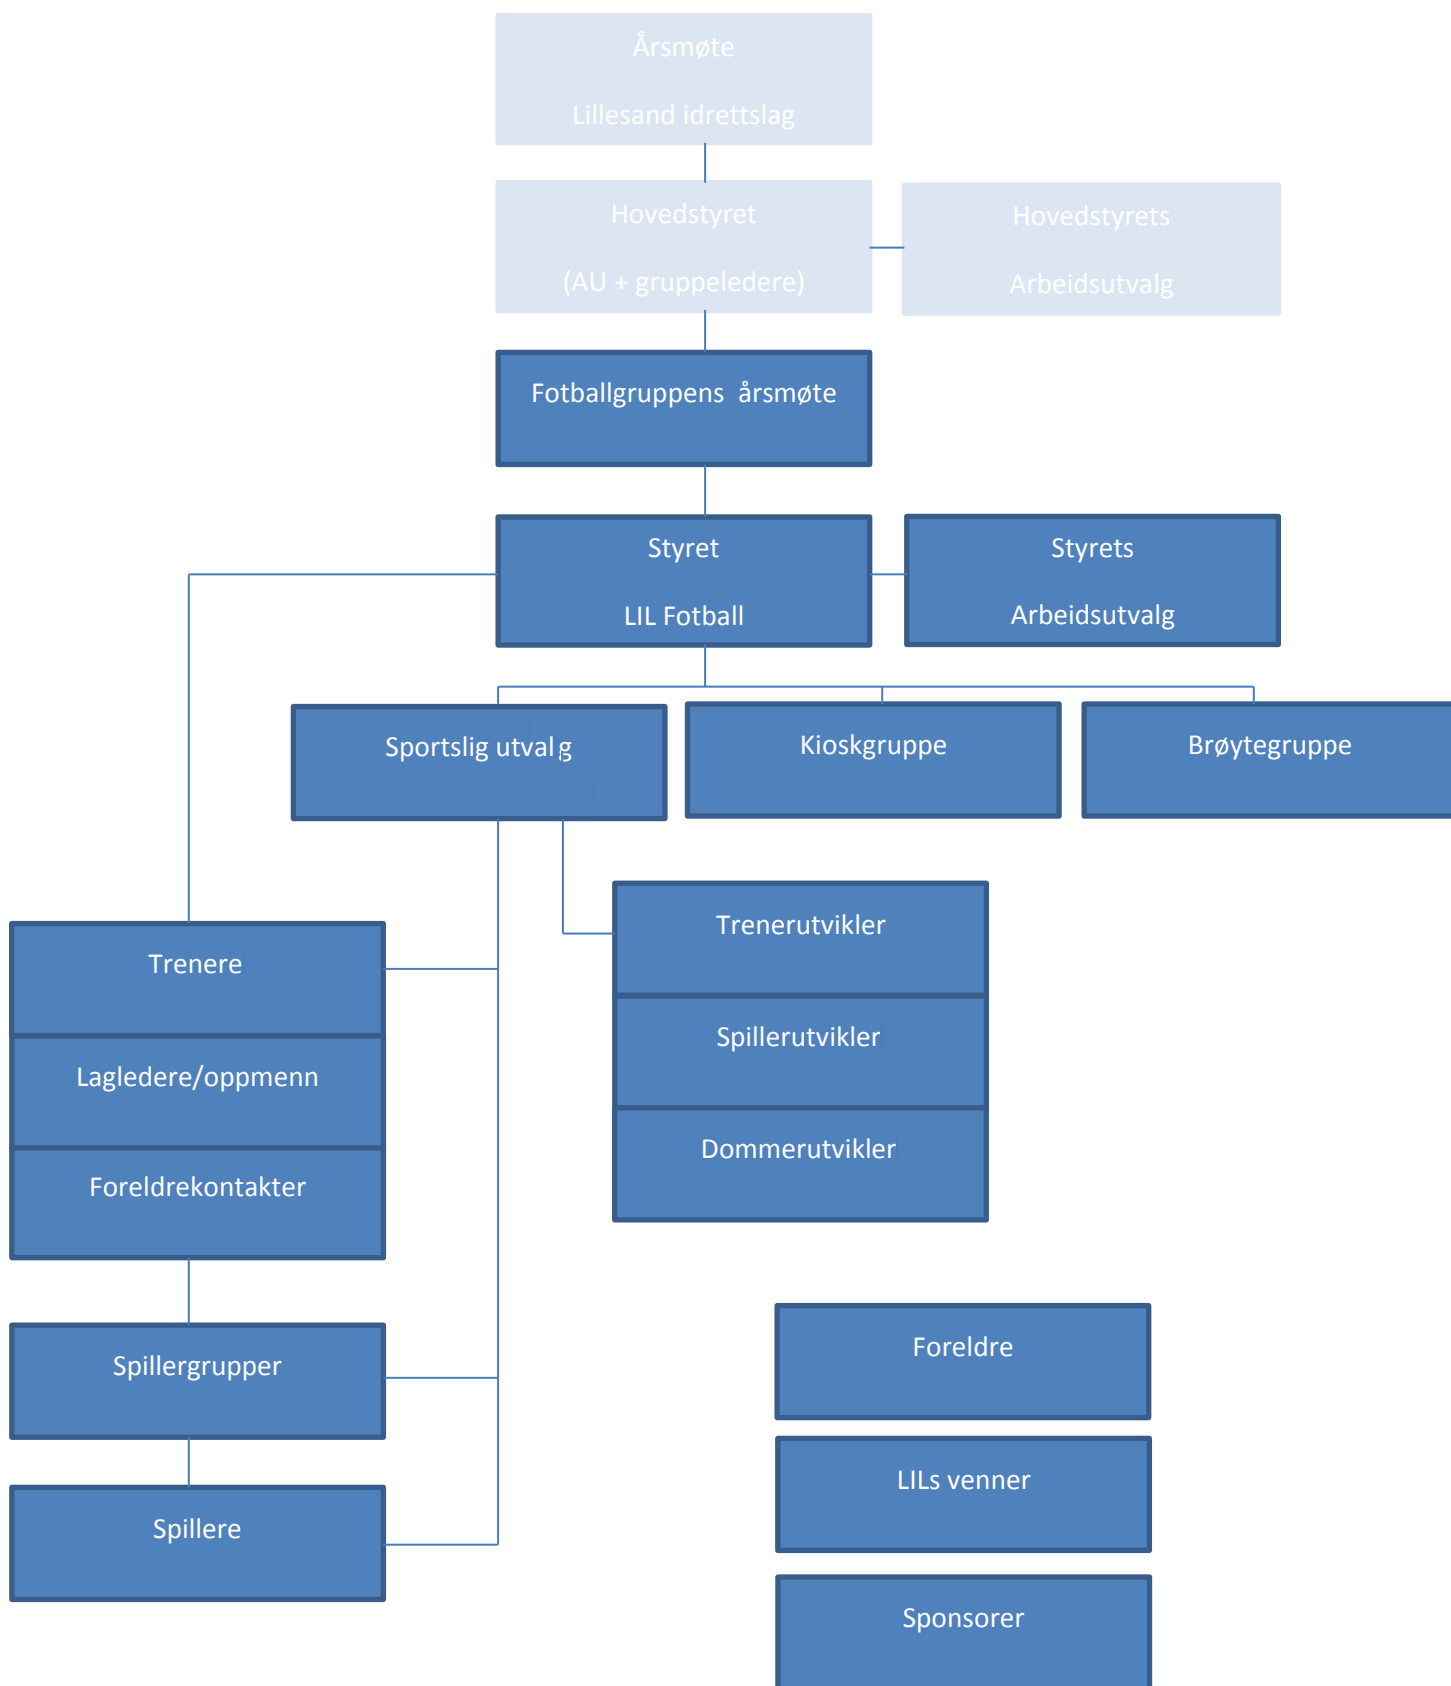 Årsmøte
Lillesand idrettslag
Hovedstyret
(AU + gruppeledere)
Hovedstyrets
Arbeidsutvalg
Fotballgruppens årsmøte
Styret
LIL Fotball
Styrets
Arbeidsutvalg
Sportslig utvalg
Kioskgruppe
Brøytegruppe
Trenere
Lagledere/oppmenn
Foreldrekontakter
Trenerutvikler
Spillerutvikler
Dommerutvikler
Spillergrupper
Spillere
Foreldre
LILs venner
Sponsorer